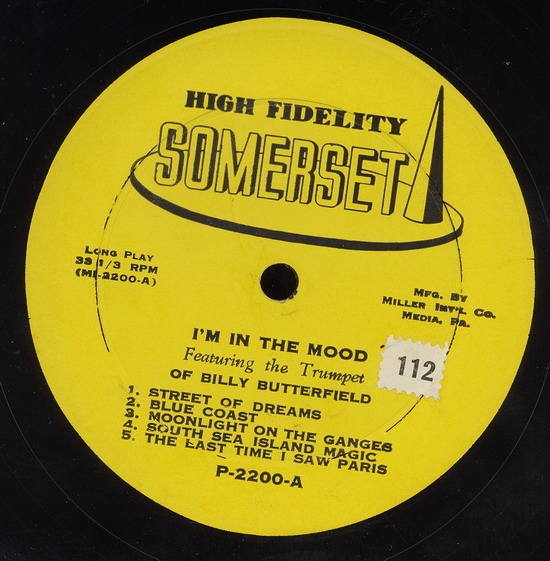 HIGH FIDELITY
SOMERSET
LONG PLAY
33 1/3 RPM
(MI-2200-A)
MFG. BY
MILLER INT'L CO.
MEDIA, PA.
I'M IN THE MOOD
Featuring the Trumpet
OF BILLY BUTTERFIELD
112
1. STREET OF DREAMS
2. BLUE COAST
3. MOONLIGHT ON THE GANGES
4. SOUTH SEA ISLAND MAGIC
5. THE LAST TIME I SAW PARIS
P-2200-A